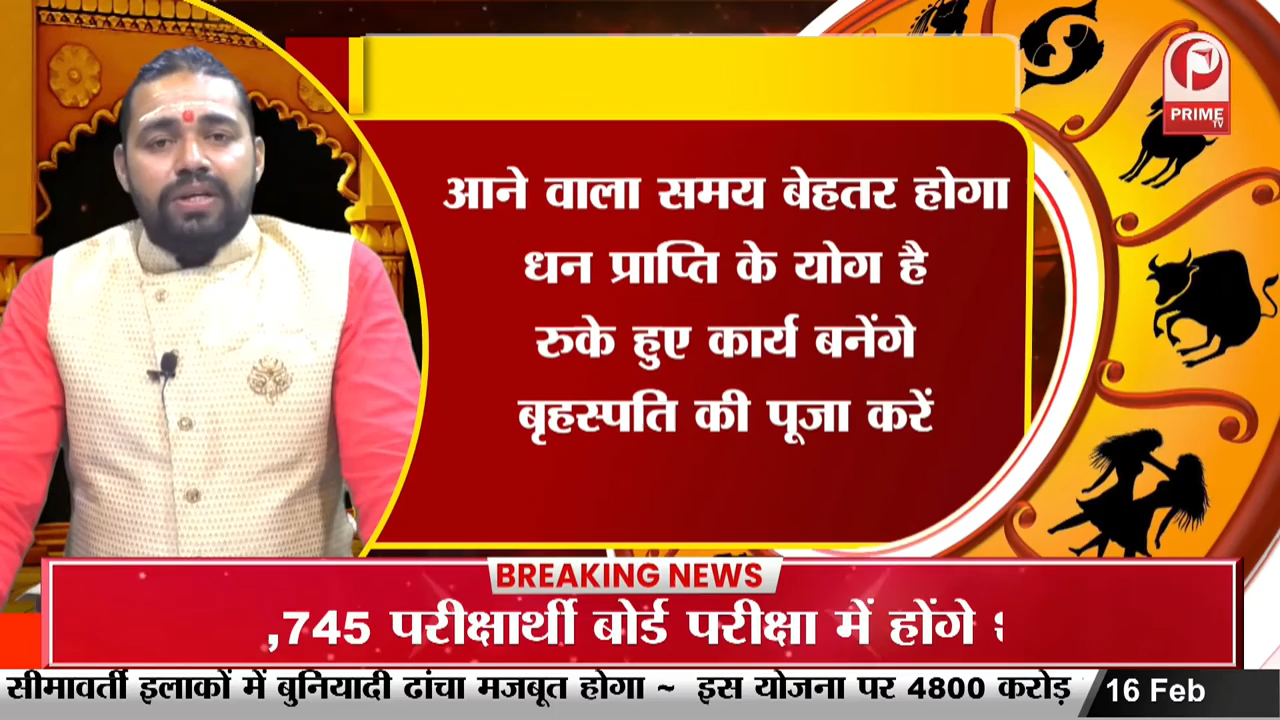 PRIME
TV
आने वाला समय बेहतर होगा
धन प्राप्ति के योग है
रुके हुए कार्य बनेंगे
बृहस्पति की पूजा करें
BREAKING NEWS
,745 परीक्षार्थी बोर्ड परीक्षा में होंगे
सीमावर्ती इलाकों में बुनियादी ढांचा मजबूत होगा ~ इस योजना पर 4800 करोड़
16 Feb